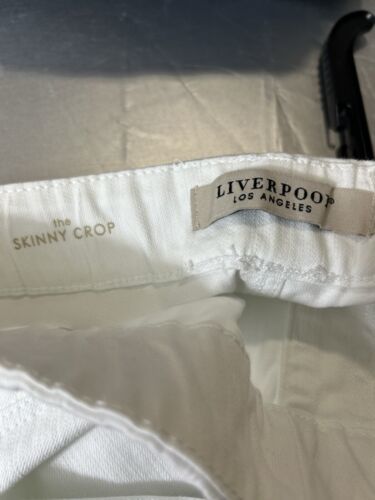 the
SKINNY CROP
LIVERPOOL®
LOS ANGELES